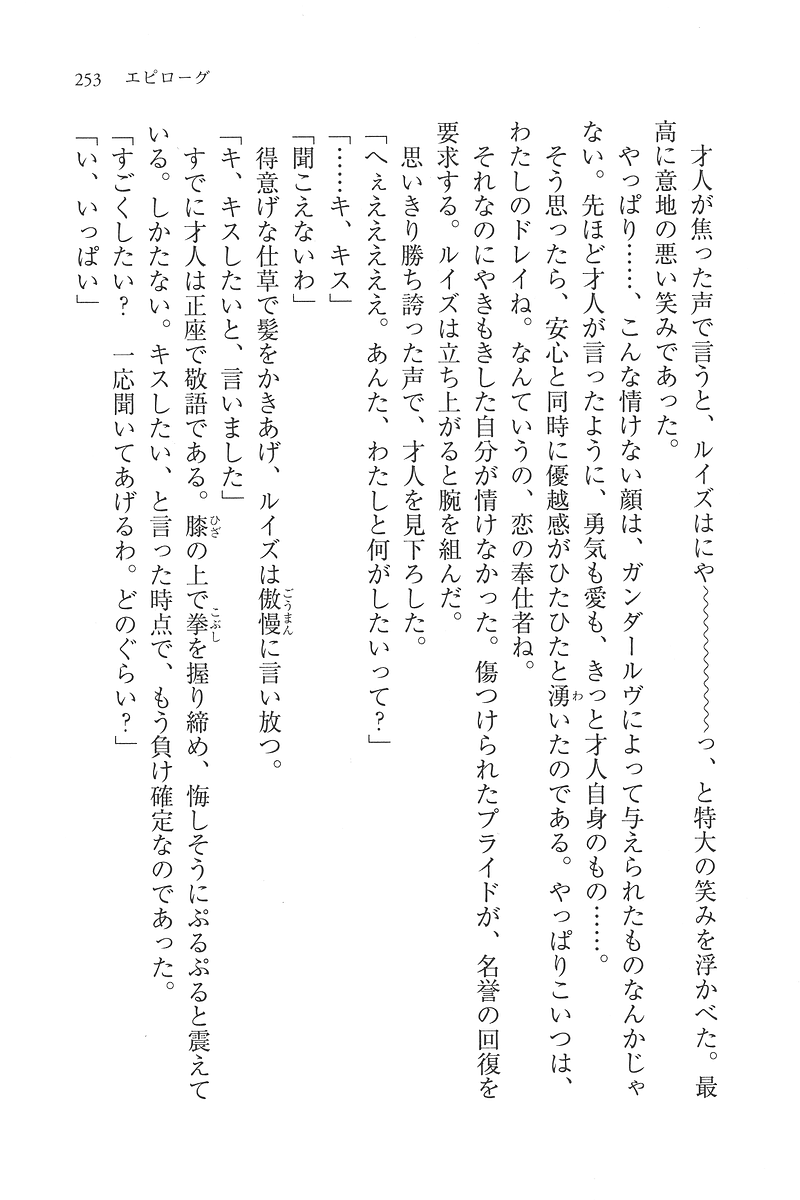 253　エピローグ
　才人が焦った声で言うと、ルイズはにや〜〜〜〜〜〜〜〜っ、と特大の笑みを浮かべた。最
高に意地の悪い笑みであった。
　やっぱり……、こんな情けない顔は、ガンダールヴによって与えられたものなんかじゃ
ない。先ほど才人が言ったように、勇気も愛も、きっと才人自身のもの……。
　そう思ったら、安心と同時に優越感がひたひたと湧いたのである。やっぱりこいつは、
わたしのドレイね。なんていうの、恋の奉仕者ね。
　それなのにやきもきした自分が情けなかった。傷つけられたプライドが、名誉の回復を
要求する。ルイズは立ち上がると腕を組んだ。
　思いきり勝ち誇った声で、才人を見下ろした。
「へぇええええええ。あんた、わたしと何がしたいって？」
「……キ、キス」
「聞こえないわ」
　得意げな仕草で髪をかきあげ、ルイズは傲慢に言い放つ。
「キ、キスしたいと、言いました」
　すでに才人は正座で敬語である。膝の上で拳を握り締め、悔しそうにぷるぷると震えて
いる。しかたない。キスしたい、と言った時点で、もう負け確定なのであった。
「すごくしたい？　一応聞いてあげるわ。どのぐらい？」
「い、いっぱい」